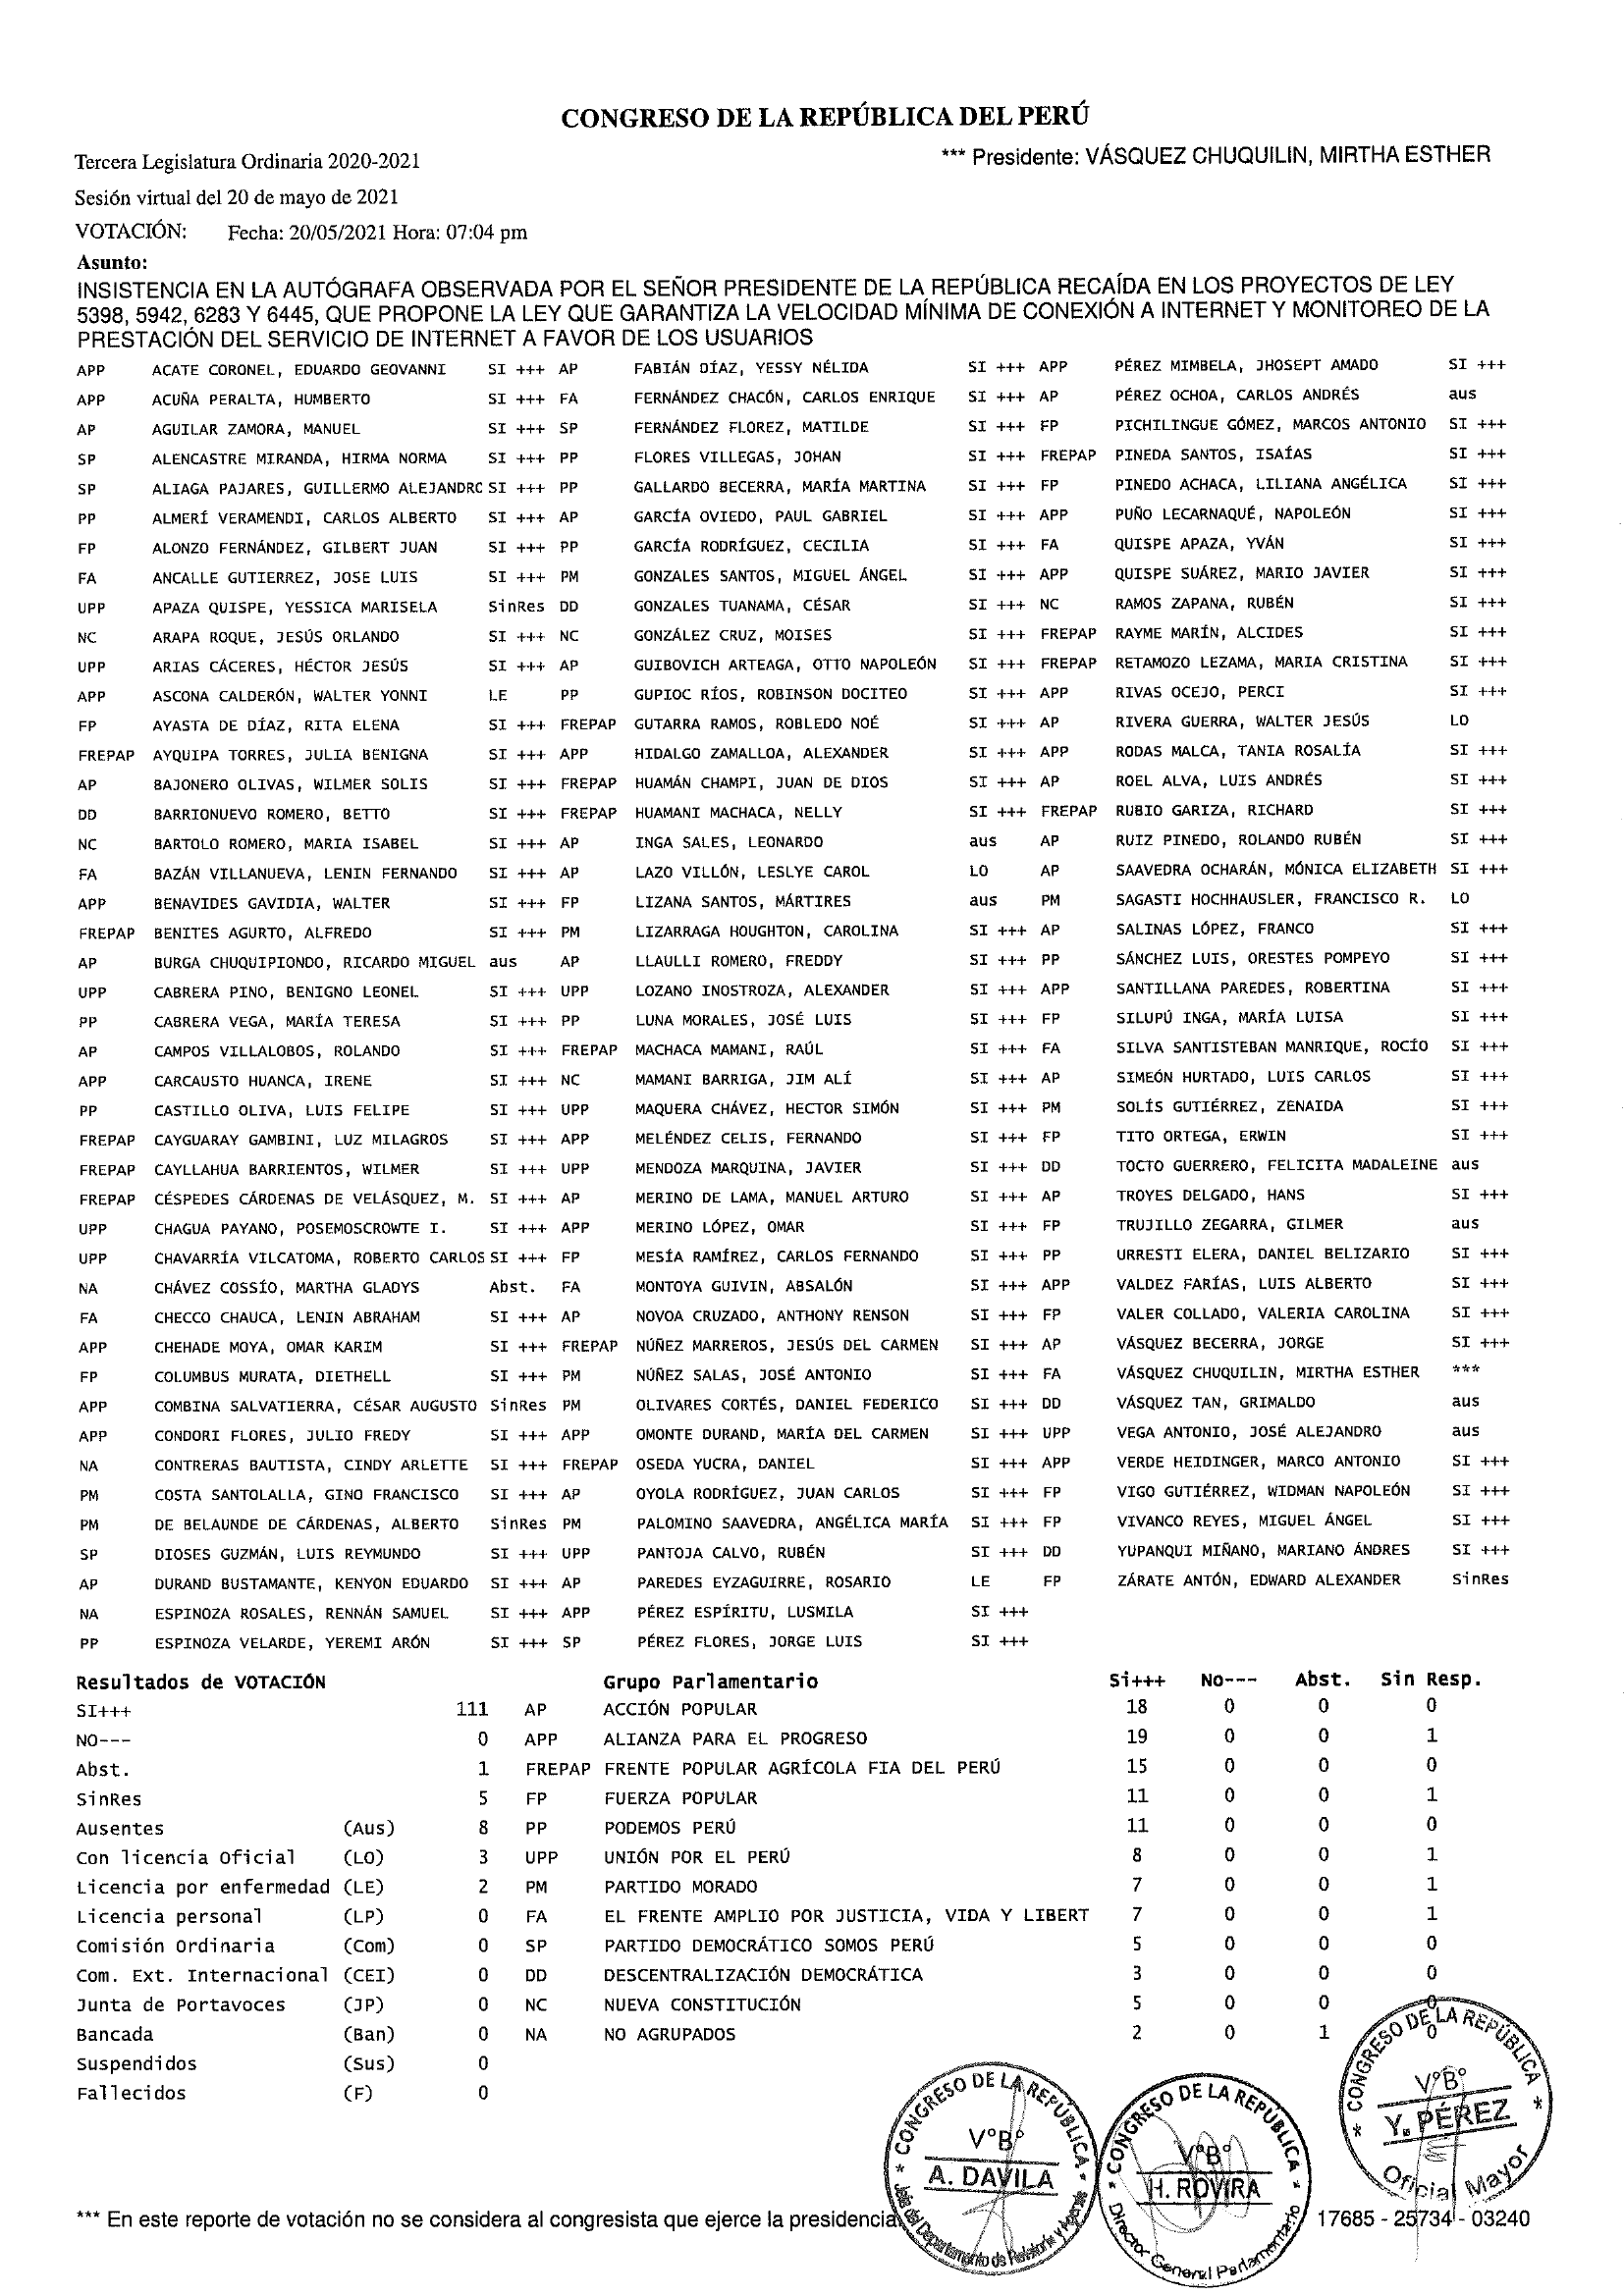 CONGRESO DE LA REPÚBLICA DEL PERÚ
Tercera Legislatura Ordinaria 2020-2021
*** Presidente: VÁSQUEZ CHUQUILIN, MIRTHA ESTHER
Sesión virtual del 20 de mayo de 2021
VOTACIÓN: Fecha: 20/05/2021 Hora: 07:04 pm
Asunto:
INSISTENCIA EN LA AUTÓGRAFA OBSERVADA POR EL SEÑOR PRESIDENTE DE LA REPÚBLICA RECAÍDA EN LOS PROYECTOS DE LEY
5398, 5942, 6283 Y 6445, QUE PROPONE LA LEY QUE GARANTIZA LA VELOCIDAD MÍNIMA DE CONEXIÓN A INTERNET Y MONITOREO DE LA
PRESTACIÓN DEL SERVICIO DE INTERNET A FAVOR DE LOS USUARIOS
APP ACATE CORONEL, EDUARDO GEOVANNI SI +++ AP FABIÁN DÍAZ, YESSY NÉLIDA SI +++ APP PÉREZ MIMBELA, JHOSEPT AMADO SI +++
APP ACUÑA PERALTA, HUMBERTO SI +++ FA FERNÁNDEZ CHACÓN, CARLOS ENRIQUE SI +++ AP PÉREZ OCHOA, CARLOS ANDRÉS aus
AP AGUILAR ZAMORA, MANUEL SI +++ SP FERNÁNDEZ FLOREZ, MATILDE SI +++ FP PICHILINGUE GÓMEZ, MARCOS ANTONIO SI +++
SP ALENCASTRE MIRANDA, HIRMA NORMA SI +++ PP FLORES VILLEGAS, JOHAN SI +++ FREPAP PINEDA SANTOS, ISAÍAS SI +++
SP ALIAGA PAJARES, GUILLERMO ALEJANDRO SI +++ PP GALLARDO BECERRA, MARÍA MARTINA SI +++ FP PINEDO ACHACA, LILIANA ANGÉLICA SI +++
PP ALMERÍ VERAMENDI, CARLOS ALBERTO SI +++ AP GARCÍA OVIEDO, PAUL GABRIEL SI +++ APP PUÑO LECARNAQUÉ, NAPOLEÓN SI +++
FP ALONZO FERNÁNDEZ, GILBERT JUAN SI +++ PP GARCÍA RODRÍGUEZ, CECILIA SI +++ FA QUISPE APAZA, YVÁN SI +++
FA ANCALLE GUTIERREZ, JOSE LUIS SI +++ PM GONZALES SANTOS, MIGUEL ÁNGEL SI +++ APP QUISPE SUÁREZ, MARIO JAVIER SI +++
UPP APAZA QUISPE, YESSICA MARISELA SinRes DD GONZALES TUANAMA, CÉSAR SI +++ NC RAMOS ZAPANA, RUBÉN SI +++
NC ARAPA ROQUE, JESÚS ORLANDO SI +++ NC GONZÁLEZ CRUZ, MOISES SI +++ FREPAP RAYME MARÍN, ALCIDES SI +++
UPP ARIAS CÁCERES, HÉCTOR JESÚS SI +++ AP GUIBOVICH ARTEAGA, OTTO NAPOLEÓN SI +++ FREPAP RETAMOZO LEZAMA, MARIA CRISTINA SI +++
APP ASCONA CALDERÓN, WALTER YONNI LE PP GUPIOC RÍOS, ROBINSON DOCITEO SI +++ APP RIVAS OCEJO, PERCI SI +++
FP AYASTA DE DÍAZ, RITA ELENA SI +++ FREPAP GUTARRA RAMOS, ROBLEDO NOÉ SI +++ AP RIVERA GUERRA, WALTER JESÚS LO
FREPAP AYQUIPA TORRES, JULIA BENIGNA SI +++ APP HIDALGO ZAMALLOA, ALEXANDER SI +++ APP RODAS MALCA, TANIA ROSALÍA SI +++
AP BAJONERO OLIVAS, WILMER SOLIS SI +++ FREPAP HUAMÁN CHAMPI, JUAN DE DIOS SI +++ AP ROEL ALVA, LUIS ANDRÉS SI +++
DD BARRIONUEVO ROMERO, BETTO SI +++ FREPAP HUAMANI MACHACA, NELLY SI +++ FREPAP RUBIO GARIZA, RICHARD SI +++
NC BARTOLO ROMERO, MARIA ISABEL SI +++ AP INGA SALES, LEONARDO aus AP RUIZ PINEDO, ROLANDO RUBÉN SI +++
FA BAZÁN VILLANUEVA, LENIN FERNANDO SI +++ AP LAZO VILLÓN, LESLYE CAROL LO AP SAAVEDRA OCHARÁN, MÓNICA ELIZABETH SI +++
APP BENAVIDES GAVIDIA, WALTER SI +++ FP LIZANA SANTOS, MÁRTIRES aus PM SAGASTI HOCHHAUSLER, FRANCISCO R. LO
FREPAP BENITES AGURTO, ALFREDO SI +++ PM LIZARRAGA HOUGHTON, CAROLINA SI +++ AP SALINAS LÓPEZ, FRANCO SI +++
AP BURGA CHUQUIPIONDO, RICARDO MIGUEL aus AP LLAULLI ROMERO, FREDDY SI +++ PP SÁNCHEZ LUIS, ORESTES POMPEYO SI +++
UPP CABRERA PINO, BENIGNO LEONEL SI +++ UPP LOZANO INOSTROZA, ALEXANDER SI +++ APP SANTILLANA PAREDES, ROBERTINA SI +++
PP CABRERA VEGA, MARÍA TERESA SI +++ PP LUNA MORALES, JOSÉ LUIS SI +++ FP SILUPÚ INGA, MARÍA LUISA SI +++
AP CAMPOS VILLALOBOS, ROLANDO SI +++ FREPAP MACHACA MAMANI, RAÚL SI +++ FA SILVA SANTISTEBAN MANRIQUE, ROCÍO SI +++
APP CARCAUSTO HUANCA, IRENE SI +++ NC MAMANI BARRIGA, JIM ALÍ SI +++ AP SIMEÓN HURTADO, LUIS CARLOS SI +++
PP CASTILLO OLIVA, LUIS FELIPE SI +++ UPP MAQUERA CHÁVEZ, HECTOR SIMÓN SI +++ PM SOLÍS GUTIÉRREZ, ZENAIDA SI +++
FREPAP CAYGUARAY GAMBINI, LUZ MILAGROS SI +++ APP MELÉNDEZ CELIS, FERNANDO SI +++ FP TITO ORTEGA, ERWIN SI +++
FREPAP CAYLLAHUA BARRIENTOS, WILMER SI +++ UPP MENDOZA MARQUINA, JAVIER SI +++ DD TOCTO GUERRERO, FELICITA MADALEINE aus
FREPAP CÉSPEDES CÁRDENAS DE VELÁSQUEZ, M. SI +++ AP MERINO DE LAMA, MANUEL ARTURO SI +++ AP TROYES DELGADO, HANS SI +++
UPP CHAGUA PAYANO, POSEMOSCROWTE I. SI +++ APP MERINO LÓPEZ, OMAR SI +++ FP TRUJILLO ZEGARRA, GILMER aus
UPP CHAVARRÍA VILCATOMA, ROBERTO CARLOS SI +++ FP MESÍA RAMÍREZ, CARLOS FERNANDO SI +++ PP URRESTI ELERA, DANIEL BELIZARIO SI +++
NA CHÁVEZ COSSÍO, MARTHA GLADYS Abst. FA MONTOYA GUIVIN, ABSALÓN SI +++ APP VALDEZ FARÍAS, LUIS ALBERTO SI +++
FA CHECCO CHAUCA, LENIN ABRAHAM SI +++ AP NOVOA CRUZADO, ANTHONY RENSON SI +++ FP VALER COLLADO, VALERIA CAROLINA SI +++
APP CHEHADE MOYA, OMAR KARIM SI +++ FREPAP NÚÑEZ MARREROS, JESÚS DEL CARMEN SI +++ AP VÁSQUEZ BECERRA, JORGE SI +++
FP COLUMBUS MURATA, DIETHELL SI +++ PM NÚÑEZ SALAS, JOSÉ ANTONIO SI +++ FA VÁSQUEZ CHUQUILIN, MIRTHA ESTHER ***
APP COMBINA SALVATIERRA, CÉSAR AUGUSTO SinRes PM OLIVARES CORTÉS, DANIEL FEDERICO SI +++ DD VÁSQUEZ TAN, GRIMALDO aus
APP CONDORI FLORES, JULIO FREDY SI +++ APP OMONTE DURAND, MARÍA DEL CARMEN SI +++ UPP VEGA ANTONIO, JOSÉ ALEJANDRO aus
NA CONTRERAS BAUTISTA, CINDY ARLETTE SI +++ FREPAP OSEDA YUCRA, DANIEL SI +++ APP VERDE HEIDINGER, MARCO ANTONIO SI +++
PM COSTA SANTOLALLA, GINO FRANCISCO SI +++ AP OYOLA RODRÍGUEZ, JUAN CARLOS SI +++ FP VIGO GUTIÉRREZ, WIDMAN NAPOLEÓN SI +++
PM DE BELAUNDE DE CÁRDENAS, ALBERTO SinRes PM PALOMINO SAAVEDRA, ANGÉLICA MARÍA SI +++ FP VIVANCO REYES, MIGUEL ÁNGEL SI +++
SP DIOSES GUZMÁN, LUIS REYMUNDO SI +++ UPP PANTOJA CALVO, RUBÉN SI +++ DD YUPANQUI MIÑANO, MARIANO ÁNDRES SI +++
AP DURAND BUSTAMANTE, KENYON EDUARDO SI +++ AP PAREDES EYZAGUIRRE, ROSARIO LE FP ZÁRATE ANTÓN, EDWARD ALEXANDER SinRes
NA ESPINOZA ROSALES, RENNÁN SAMUEL SI +++ APP PÉREZ ESPÍRITU, LUSMILA SI +++
PP ESPINOZA VELARDE, YEREMI ARÓN SI +++ SP PÉREZ FLORES, JORGE LUIS SI +++
Resultados de VOTACIÓN Grupo Parlamentario Si+++ No--- Abst. Sin Resp.
SI+++ 111 AP ACCIÓN POPULAR 18 0 0 0
NO--- 0 APP ALIANZA PARA EL PROGRESO 19 0 0 1
Abst. 1 FREPAP FRENTE POPULAR AGRÍCOLA FIA DEL PERÚ 15 0 0 0
SinRes 5 FP FUERZA POPULAR 11 0 0 1
Ausentes (Aus) 8 PP PODEMOS PERÚ 11 0 0 0
Con licencia Oficial (LO) 3 UPP UNIÓN POR EL PERÚ 8 0 0 1
Licencia por enfermedad (LE) 2 PM PARTIDO MORADO 7 0 0 1
Licencia personal (LP) 0 FA EL FRENTE AMPLIO POR JUSTICIA, VIDA Y LIBERT 7 0 0 1
Comisión Ordinaria (Com) 0 SP PARTIDO DEMOCRÁTICO SOMOS PERÚ 5 0 0 0
Com. Ext. Internacional (CEI) 0 DD DESCENTRALIZACIÓN DEMOCRÁTICA 3 0 0 0
Junta de Portavoces (JP) 0 NC NUEVA CONSTITUCIÓN 5 0 0 0
Bancada (Ban) 0 NA NO AGRUPADOS 2 0 1 0
Suspendidos (Sus) 0
Fallecidos (F) 0
* CONGRESO DE LA REPÚBLICA *
V°B°
A. DAVILA
Jefe del Departamento de Relatoría y Agenda
* CONGRESO DE LA REPÚBLICA *
V°B°
H. ROVIRA
Director General Parlamentario
* CONGRESO DE LA REPÚBLICA *
V°B°
Y. PÉREZ
Oficial Mayor
*** En este reporte de votación no se considera al congresista que ejerce la presidencia
17685 - 25734 - 03240